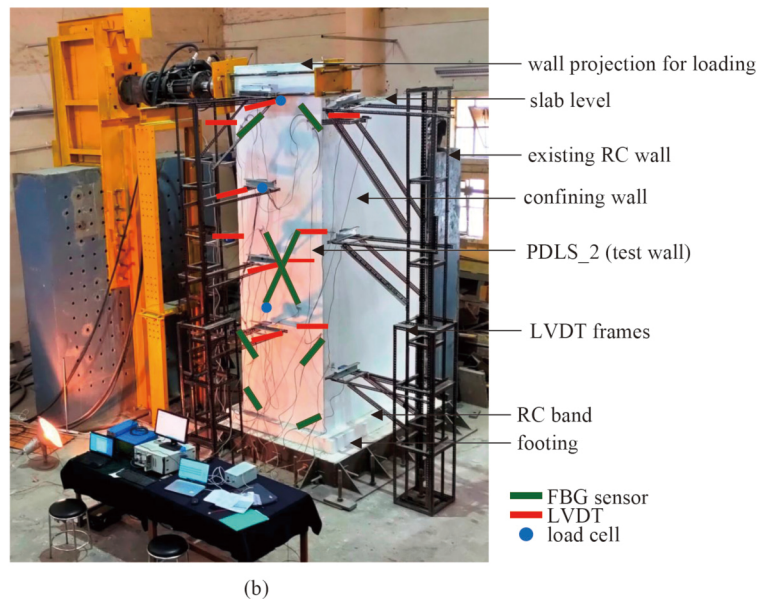 wall projection for loading
slab level
existing RC wall
confining wall
PDLS_2 (test wall)
LVDT frames
RC band
footing
FBG sensor
LVDT
load cell
(b)